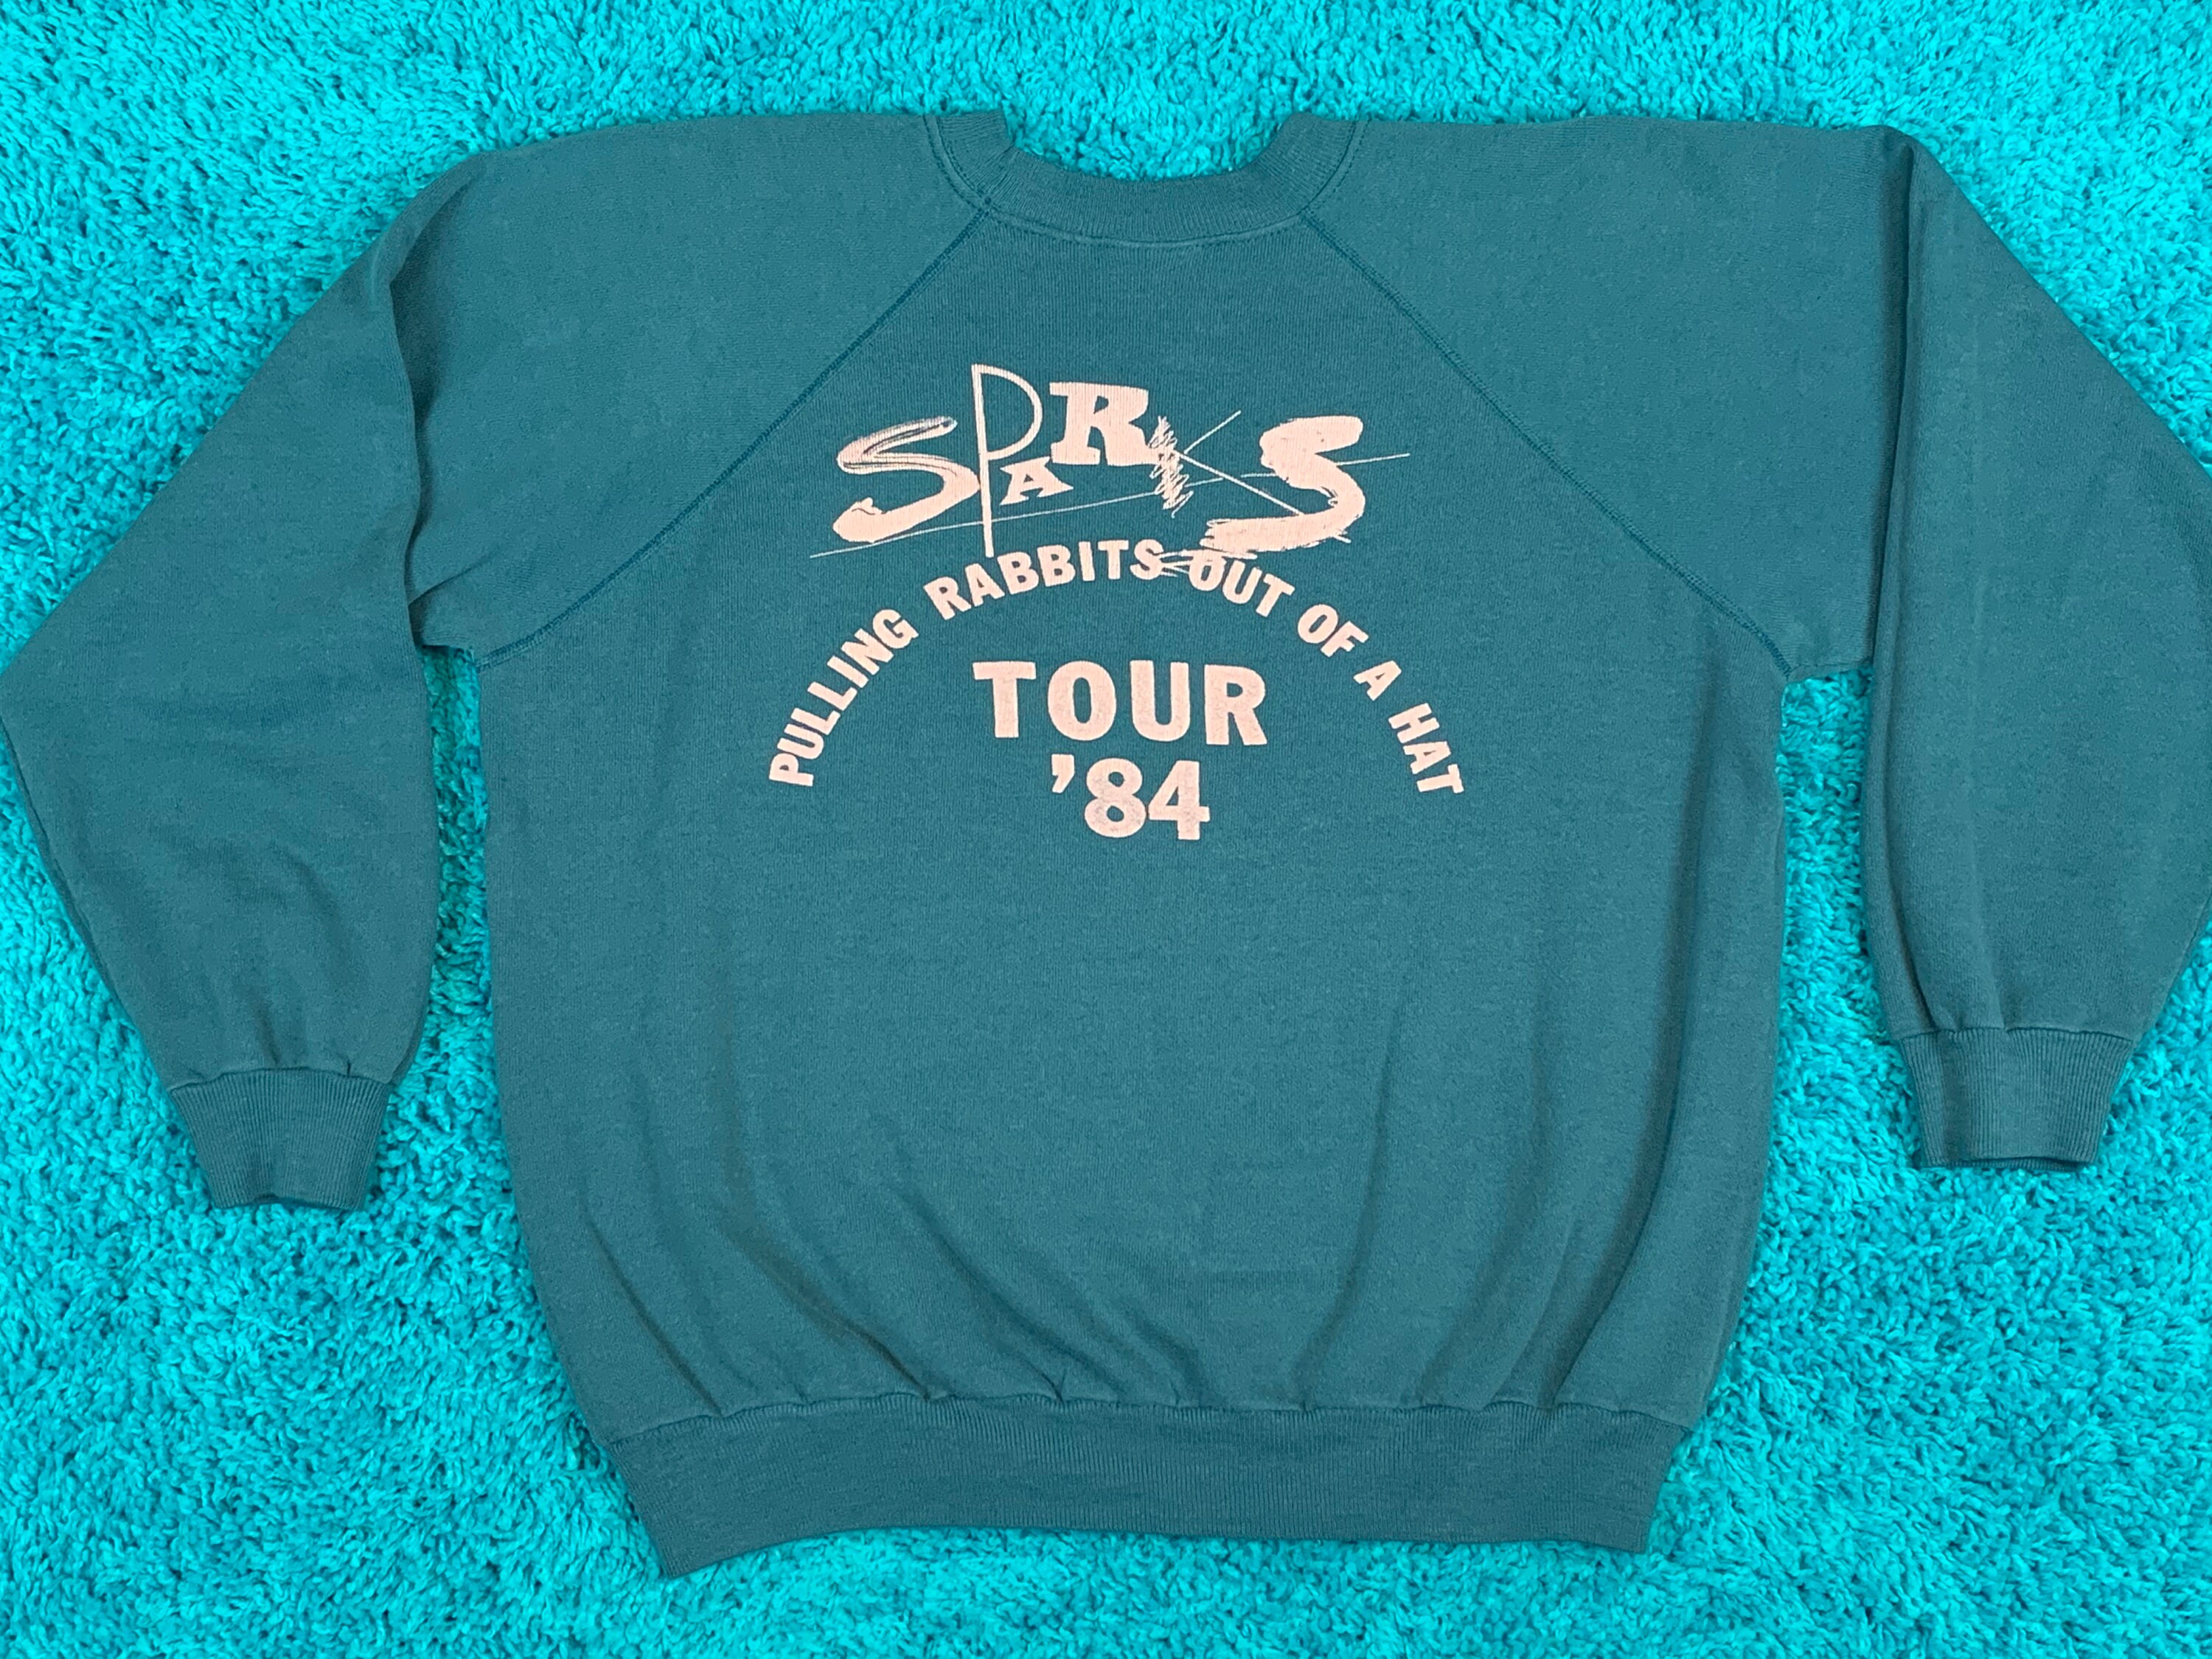 SPARKS
PULLING RABBITS OUT OF A HAT
TOUR
'84